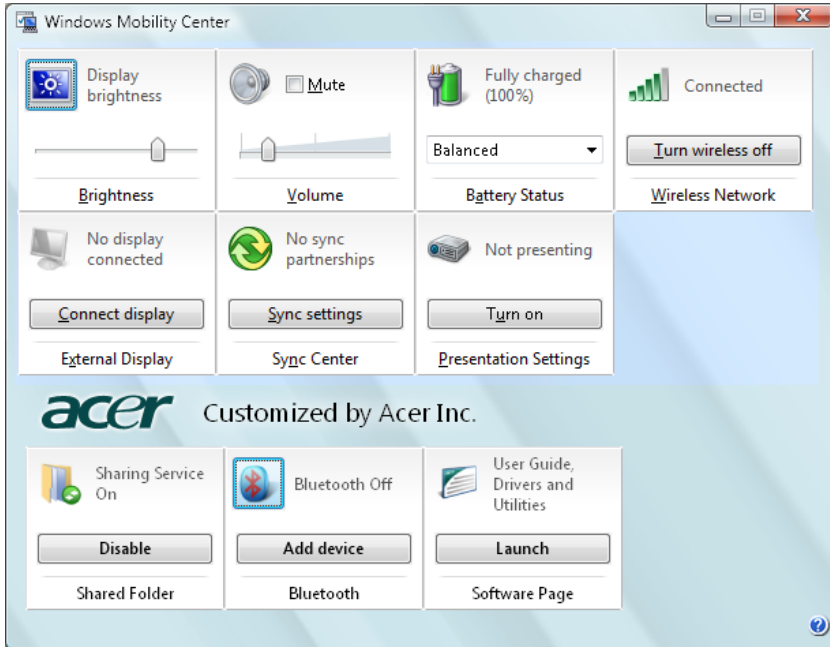 Windows Mobility Center
Display
brightness
Brightness
Mute
Volume
Fully charged
(100%)
Balanced
Battery Status
Connected
Turn wireless off
Wireless Network
No display
connected
Connect display
External Display
No sync
partnerships
Sync settings
Sync Center
Not presenting
Turn on
Presentation Settings
acer Customized by Acer Inc.
Sharing Service
On
Disable
Shared Folder
Bluetooth Off
Add device
Bluetooth
User Guide,
Drivers and
Utilities
Launch
Software Page
?